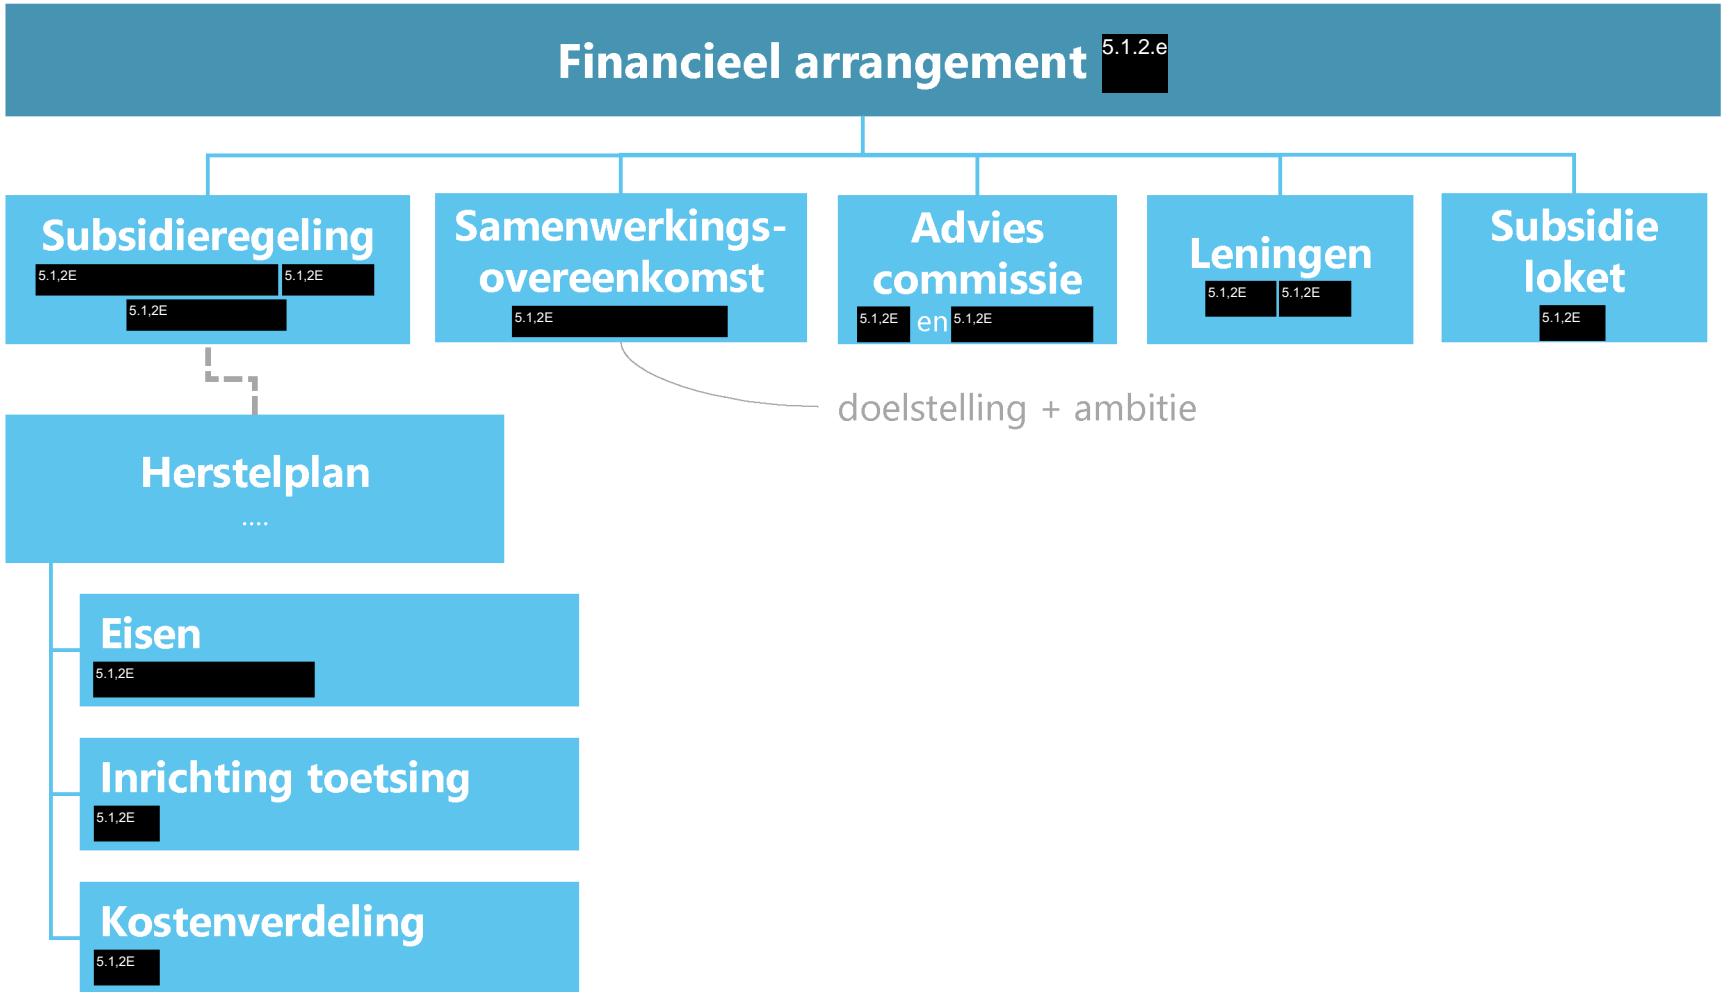 Financieel arrangement 5.1.2.e
Subsidieregeling
5.1,2E 5.1,2E
5.1,2E
Samenwerkings-
overeenkomst
5.1,2E
Advies
commissie
5.1,2E en 5.1,2E
Leningen
5.1,2E 5.1,2E
Subsidie
loket
5.1,2E
doelstelling + ambitie
Herstelplan
....
Eisen
5.1,2E
Inrichting toetsing
5.1,2E
Kostenverdeling
5.1,2E